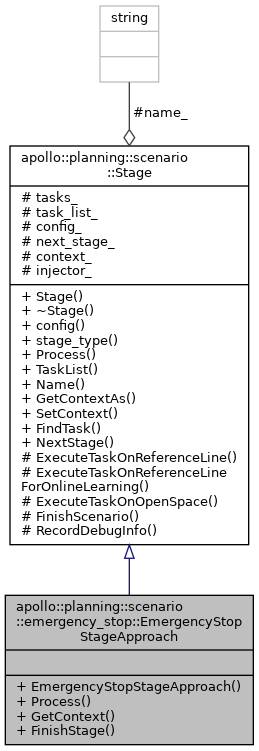 string
#name_
apollo::planning::scenario
::Stage
# tasks_
# task_list_
# config_
# next_stage_
# context_
# injector_
+ Stage()
+ ~Stage()
+ config()
+ stage_type()
+ Process()
+ TaskList()
+ Name()
+ GetContextAs()
+ SetContext()
+ FindTask()
+ NextStage()
# ExecuteTaskOnReferenceLine()
# ExecuteTaskOnReferenceLine
ForOnlineLearning()
# ExecuteTaskOnOpenSpace()
# FinishScenario()
# RecordDebugInfo()
apollo::planning::scenario
::emergency_stop::EmergencyStop
StageApproach
+ EmergencyStopStageApproach()
+ Process()
+ GetContext()
+ FinishStage()